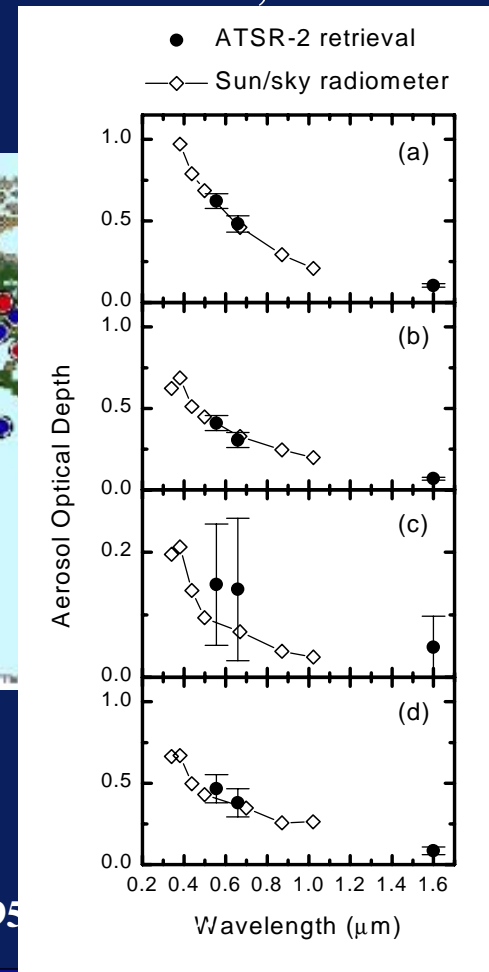 ATSR-2 retrieval
Sun/sky radiometer
1.0
(a)
0.5
0.0
1.0
(b)
0.5
0.0
(c)
0.2
0.0
1.0
(d)
0.5
0.0
Aerosol Optical Depth
0.2 0.4 0.6 0.8 1.0 1.2 1.4 1.6
Wavelength (μm)